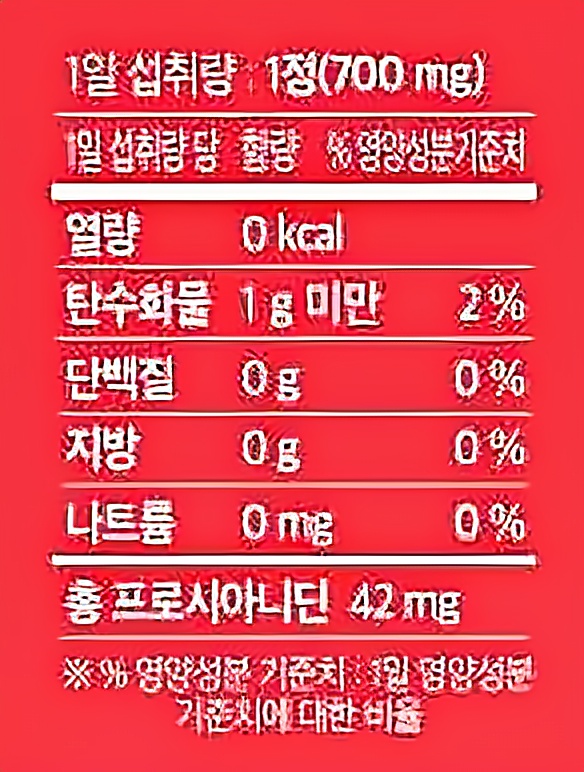 1일 섭취량 : 1정(700 mg)
1일 섭취량 당 함량 % 영양성분기준치
열량 0 kcal
탄수화물 1 g 미만 2 %
단백질 0 g 0 %
지방 0 g 0 %
나트륨 0 mg 0 %
총 프로시아니딘 42 mg
※ % 영양성분 기준치 : 1일 영양성분
기준치에 대한 비율